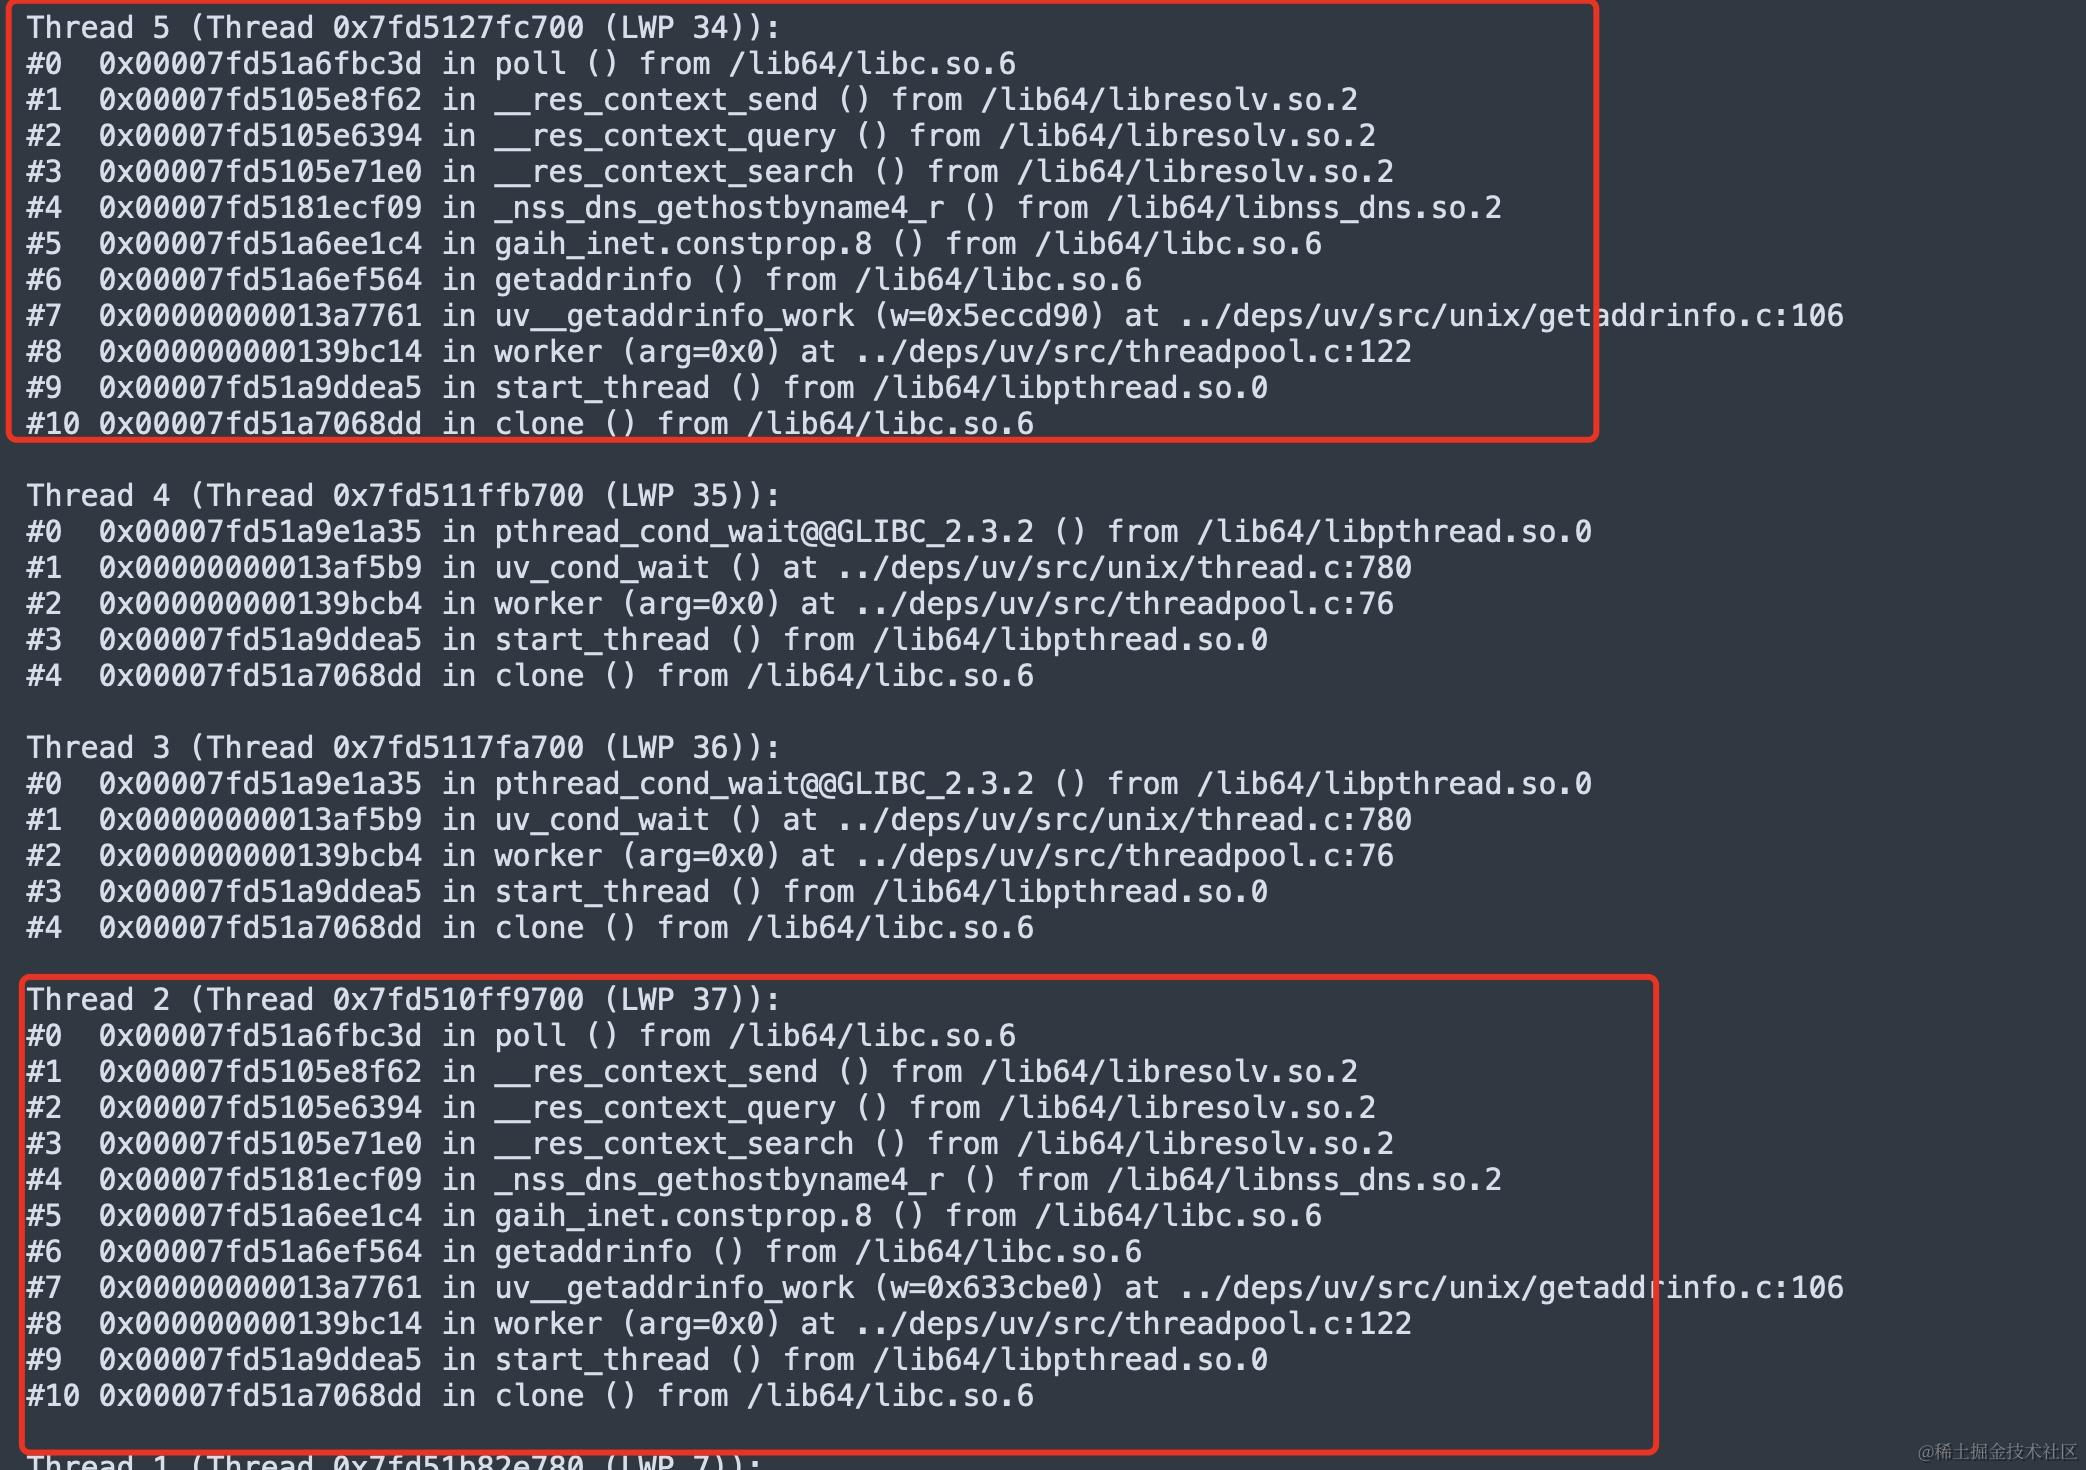 Thread 5 (Thread 0x7fd5127fc700 (LWP 34)):
#0  0x00007fd51a6fbc3d in poll () from /lib64/libc.so.6
#1  0x00007fd5105e8f62 in __res_context_send () from /lib64/libresolv.so.2
#2  0x00007fd5105e6394 in __res_context_query () from /lib64/libresolv.so.2
#3  0x00007fd5105e71e0 in __res_context_search () from /lib64/libresolv.so.2
#4  0x00007fd5181ecf09 in _nss_dns_gethostbyname4_r () from /lib64/libnss_dns.so.2
#5  0x00007fd51a6ee1c4 in gaih_inet.constprop.8 () from /lib64/libc.so.6
#6  0x00007fd51a6ef564 in getaddrinfo () from /lib64/libc.so.6
#7  0x00000000013a7761 in uv__getaddrinfo_work (w=0x5eccd90) at ../deps/uv/src/unix/getaddrinfo.c:106
#8  0x000000000139bc14 in worker (arg=0x0) at ../deps/uv/src/threadpool.c:122
#9  0x00007fd51a9ddea5 in start_thread () from /lib64/libpthread.so.0
#10 0x00007fd51a7068dd in clone () from /lib64/libc.so.6
Thread 4 (Thread 0x7fd511ffb700 (LWP 35)):
#0  0x00007fd51a9e1a35 in pthread_cond_wait@@GLIBC_2.3.2 () from /lib64/libpthread.so.0
#1  0x00000000013af5b9 in uv_cond_wait () at ../deps/uv/src/unix/thread.c:780
#2  0x000000000139bcb4 in worker (arg=0x0) at ../deps/uv/src/threadpool.c:76
#3  0x00007fd51a9ddea5 in start_thread () from /lib64/libpthread.so.0
#4  0x00007fd51a7068dd in clone () from /lib64/libc.so.6
Thread 3 (Thread 0x7fd5117fa700 (LWP 36)):
#0  0x00007fd51a9e1a35 in pthread_cond_wait@@GLIBC_2.3.2 () from /lib64/libpthread.so.0
#1  0x00000000013af5b9 in uv_cond_wait () at ../deps/uv/src/unix/thread.c:780
#2  0x000000000139bcb4 in worker (arg=0x0) at ../deps/uv/src/threadpool.c:76
#3  0x00007fd51a9ddea5 in start_thread () from /lib64/libpthread.so.0
#4  0x00007fd51a7068dd in clone () from /lib64/libc.so.6
Thread 2 (Thread 0x7fd510ff9700 (LWP 37)):
#0  0x00007fd51a6fbc3d in poll () from /lib64/libc.so.6
#1  0x00007fd5105e8f62 in __res_context_send () from /lib64/libresolv.so.2
#2  0x00007fd5105e6394 in __res_context_query () from /lib64/libresolv.so.2
#3  0x00007fd5105e71e0 in __res_context_search () from /lib64/libresolv.so.2
#4  0x00007fd5181ecf09 in _nss_dns_gethostbyname4_r () from /lib64/libnss_dns.so.2
#5  0x00007fd51a6ee1c4 in gaih_inet.constprop.8 () from /lib64/libc.so.6
#6  0x00007fd51a6ef564 in getaddrinfo () from /lib64/libc.so.6
#7  0x00000000013a7761 in uv__getaddrinfo_work (w=0x633cbe0) at ../deps/uv/src/unix/getaddrinfo.c:106
#8  0x000000000139bc14 in worker (arg=0x0) at ../deps/uv/src/threadpool.c:122
#9  0x00007fd51a9ddea5 in start_thread () from /lib64/libpthread.so.0
#10 0x00007fd51a7068dd in clone () from /lib64/libc.so.6
Thread 1 (Thread 0x7fd51b82e780 (LWP 7)):
@稀土掘金技术社区